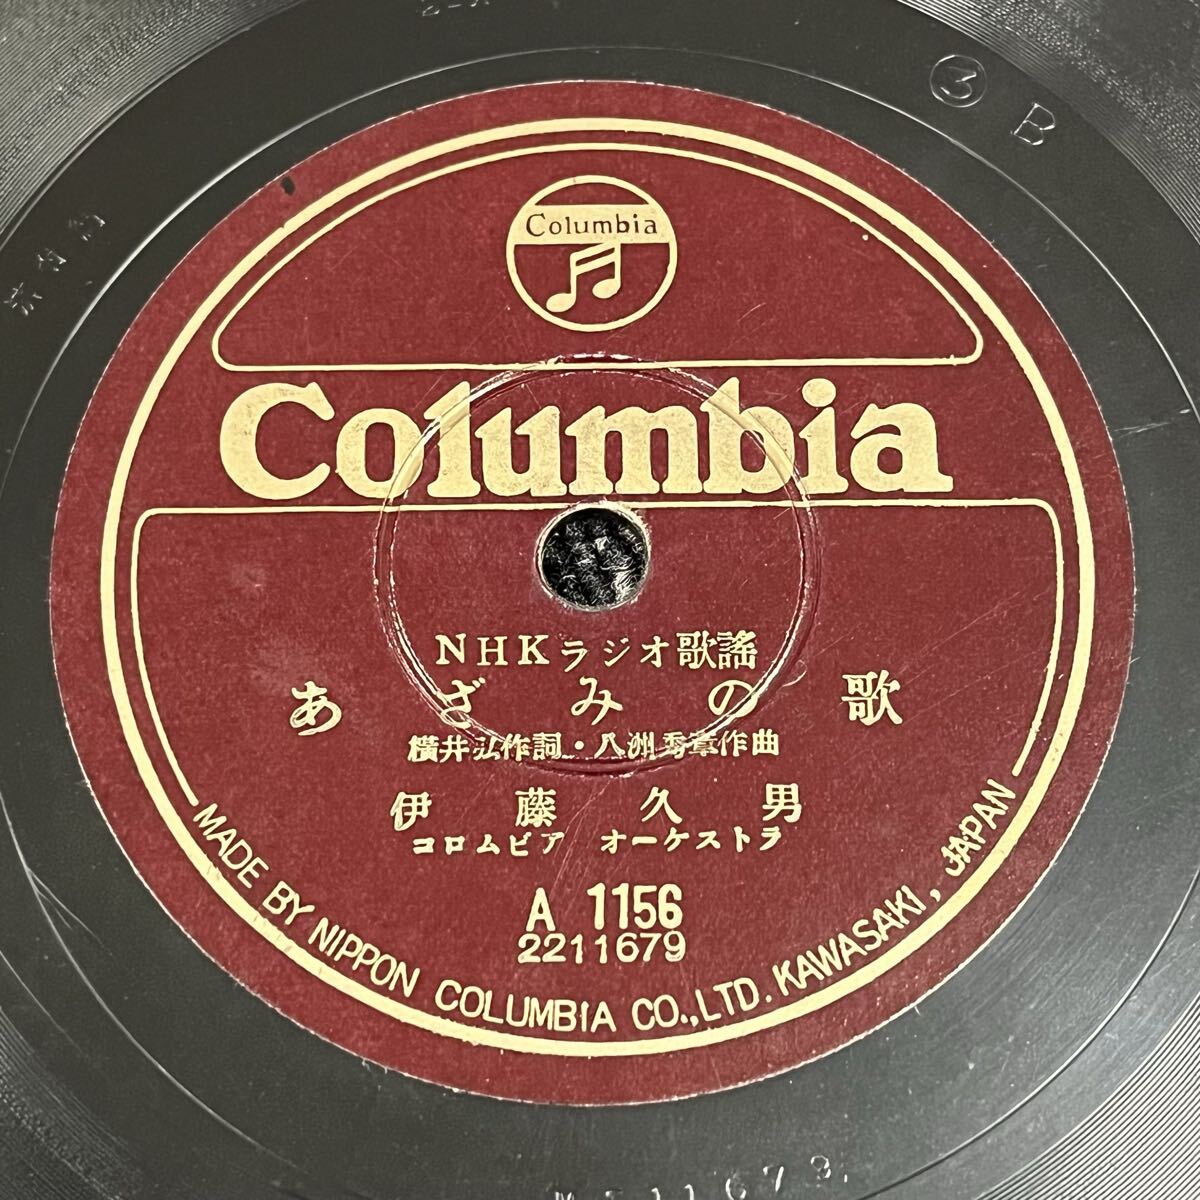 ③ B
Columbia
Columbia
NHKラジオ歌謡
あざみの歌
横井弘作詞・八洲秀章作曲
伊藤久男
コロムビア オーケストラ
A 1156
2211679
MADE BY NIPPON COLUMBIA CO.,LTD. KAWASAKI, JAPAN